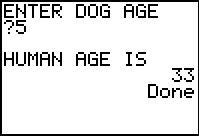 ENTER DOG AGE
?5
HUMAN AGE IS
33
Done